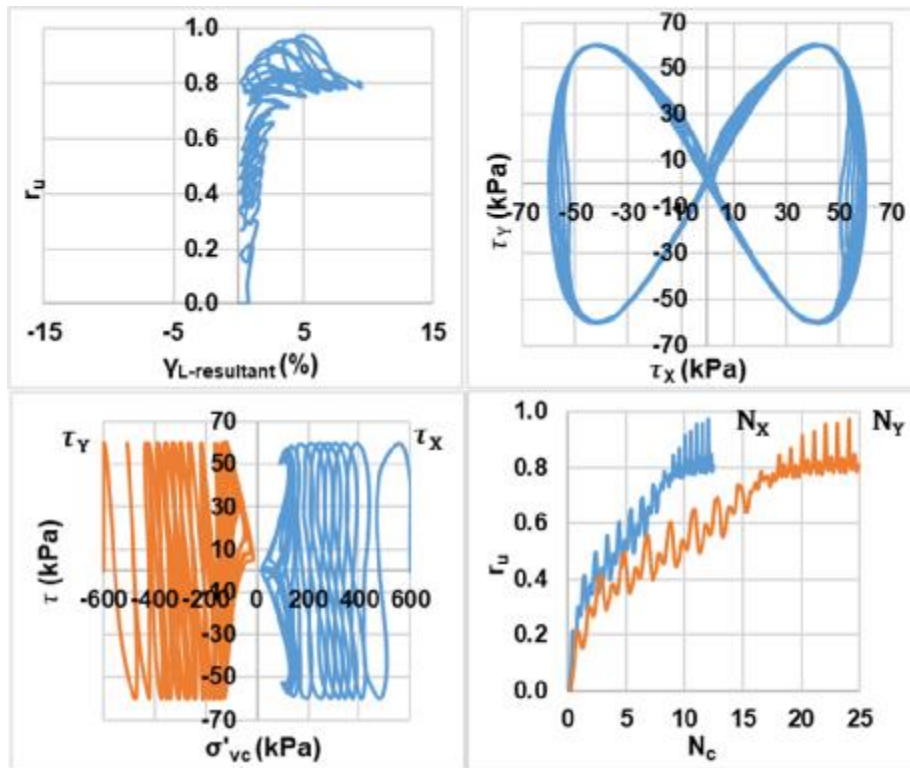 1.0
0.8
0.6
0.4
0.2
0.0
r_u
-15 -5 5 15
γ_L-resultant (%)
70
50
30
10
-10
-30
-50
-70
τ_Y (kPa)
-70 -50 -30 -10 10 30 50 70
τ_X (kPa)
τ_Y τ_X
70
50
30
10
-10
-30
-50
-70
τ (kPa)
-600 -400 -200 0 200 400 600
σ'_vc (kPa)
N_X N_Y
1.0
0.8
0.6
0.4
0.2
0.0
r_u
0 5 10 15 20 25
N_c